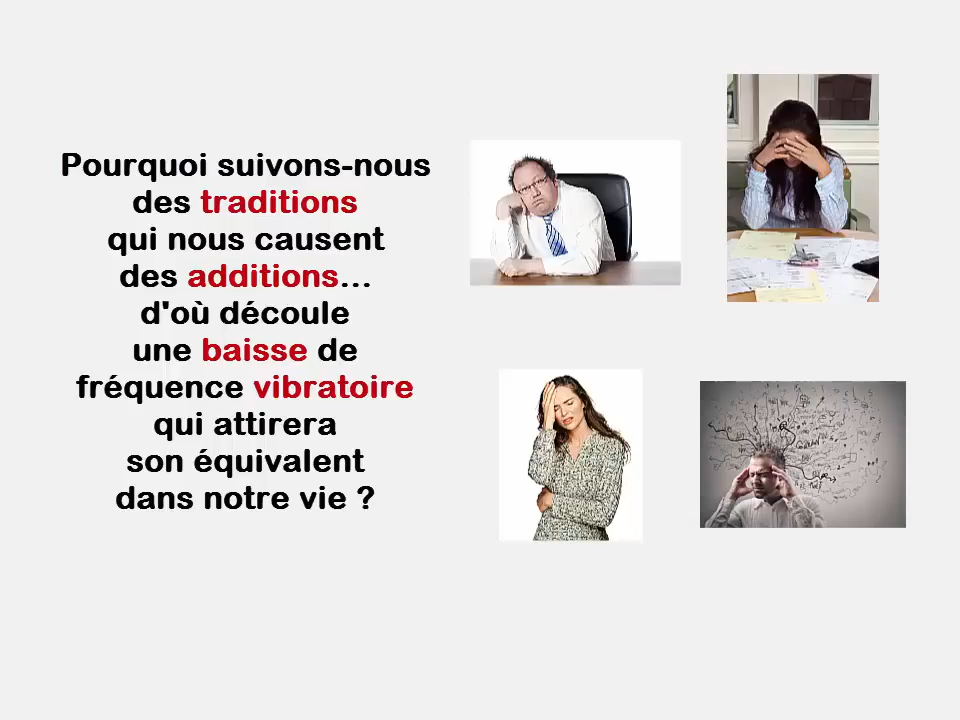 Pourquoi suivons-nous
des traditions
qui nous causent
des additions...
d'où découle
une baisse de
fréquence vibratoire
qui attirera
son équivalent
dans notre vie ?